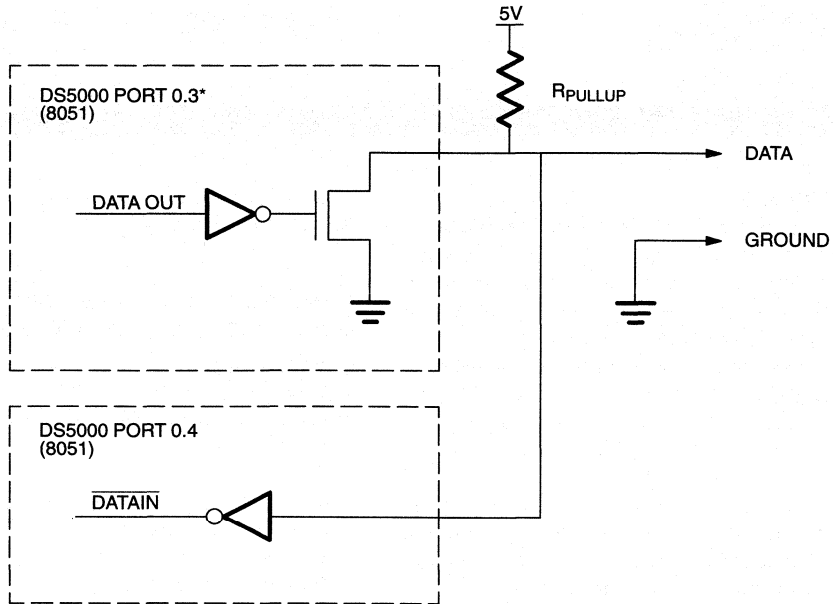 5V
DS5000 PORT 0.3*
(8051)
RPULLUP
DATA
DATA OUT
GROUND
DS5000 PORT 0.4
(8051)
DATAIN